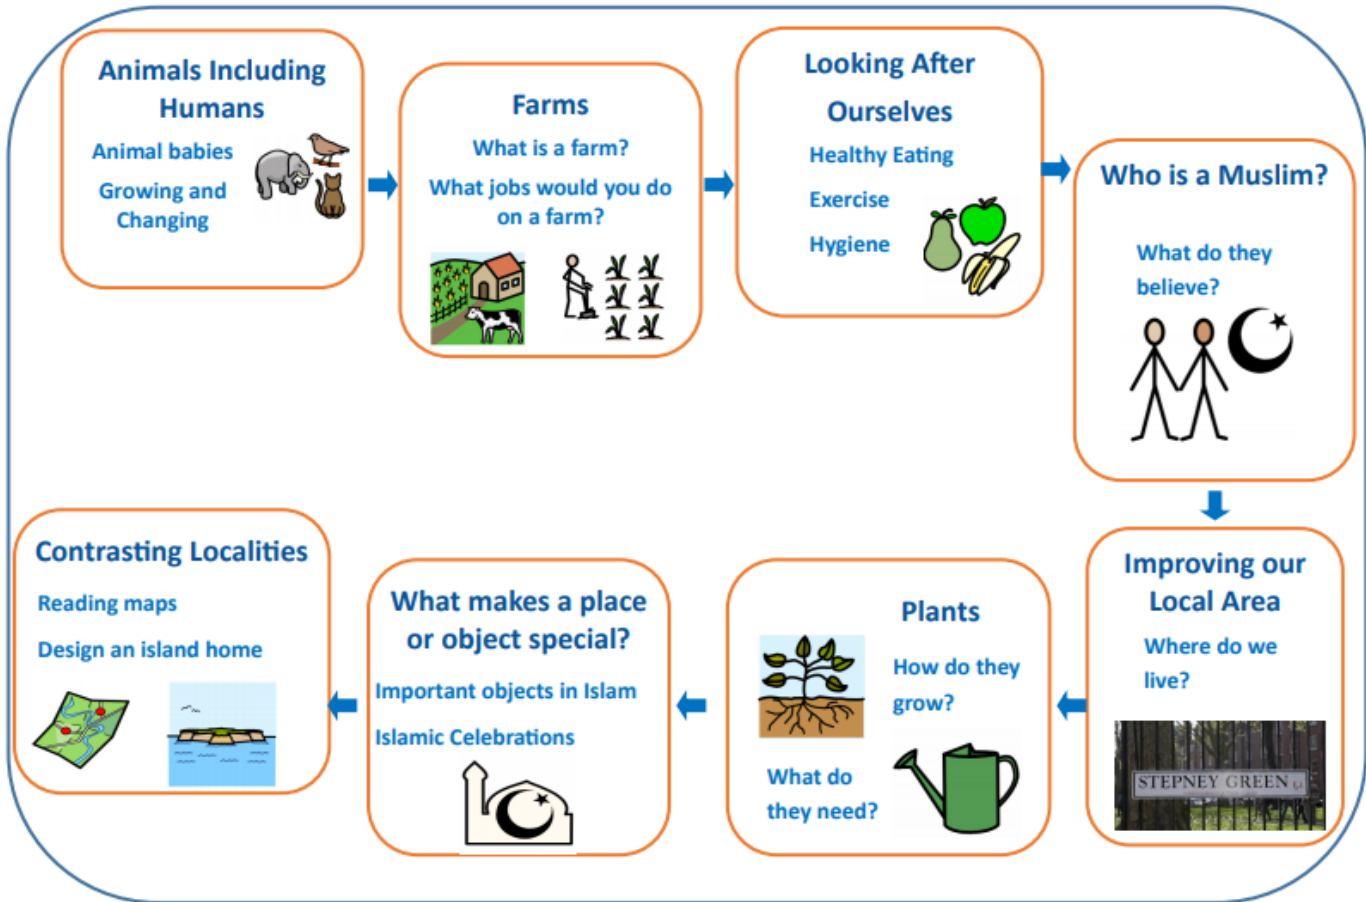 Animals Including
Humans
Animal babies
Growing and
Changing
Farms
What is a farm?
What jobs would you do
on a farm?
Looking After
Ourselves
Healthy Eating
Exercise
Hygiene
Who is a Muslim?
What do they
believe?
Improving our
Local Area
Where do we
live?
STEPNEY GREEN
Plants
How do they
grow?
What do
they need?
What makes a place
or object special?
Important objects in Islam
Islamic Celebrations
Contrasting Localities
Reading maps
Design an island home